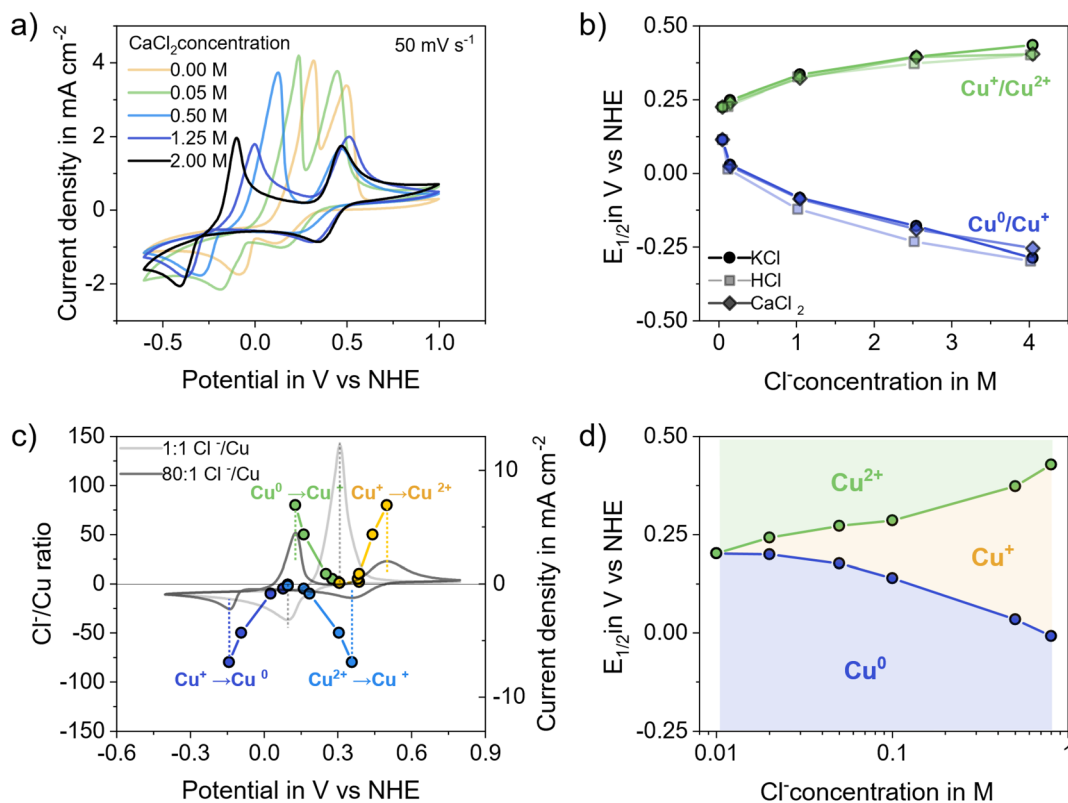 a)
CaCl2concentration
50 mV s-1
0.00 M
0.05 M
0.50 M
1.25 M
2.00 M
Current density in mA cm-2
4
2
0
-2
-0.5
0.0
0.5
1.0
Potential in V vs NHE
b)
E1/2in V vs NHE
0.50
0.25
0.00
-0.25
-0.50
Cu+/Cu2+
Cu0/Cu+
KCl
HCl
CaCl 2
0
1
2
3
4
Cl-concentration in M
c)
Cl-/Cu ratio
150
100
50
0
-50
-100
-150
1:1 Cl -/Cu
80:1 Cl -/Cu
Cu0 →Cu +
Cu+ →Cu 2+
Cu+ →Cu 0
Cu2+ →Cu +
10
0
-10
Current density in mA cm-2
-0.6
-0.3
0.0
0.3
0.6
0.9
Potential in V vs NHE
d)
E1/2in V vs NHE
0.50
0.25
0.00
-0.25
Cu2+
Cu+
Cu0
0.01
0.1
1
Cl-concentration in M